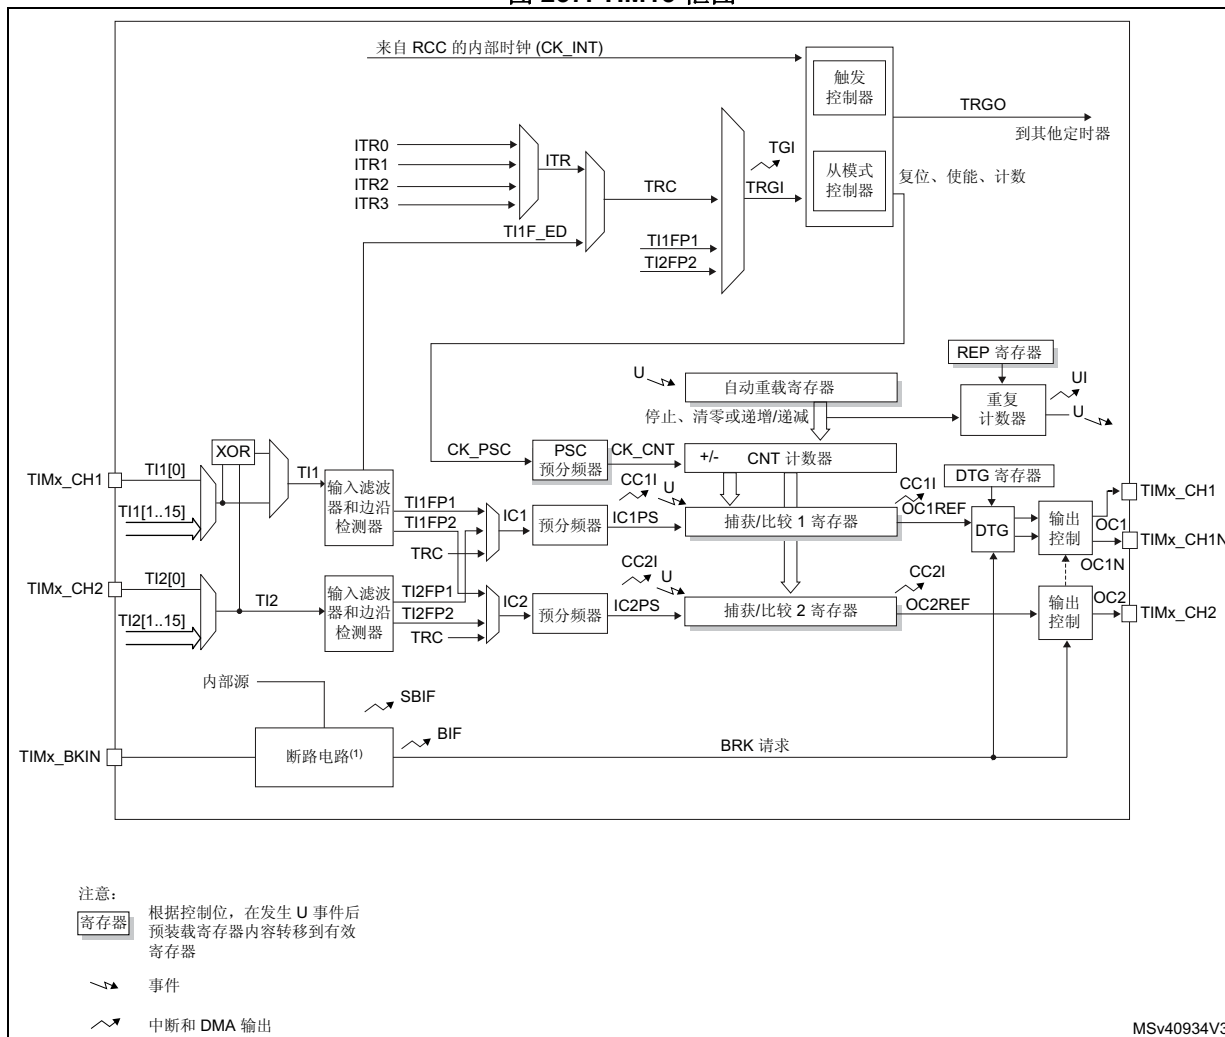 来自 RCC 的内部时钟 (CK_INT)
触发
控制器
TRGO
到其他定时器
ITR0
ITR1
ITR2
ITR3
ITR
TRC
TGI
TRGI
从模式
控制器
复位、使能、计数
TI1F_ED
TI1FP1
TI2FP2
REP 寄存器
U
自动重载寄存器
UI
重复
计数器
U
停止、清零或递增/递减
XOR
CK_PSC
PSC
预分频器
CK_CNT
+/-
CNT 计数器
DTG 寄存器
TIMx_CH1
TI1[0]
TI1
输入滤波
器和边沿
检测器
TI1FP1
TI1FP2
TRC
IC1
预分频器
IC1PS
CC1I
U
捕获/比较 1 寄存器
CC1I
OC1REF
DTG
输出
控制
OC1
TIMx_CH1
TIMx_CH1N
OC1N
TI1[1..15]
TIMx_CH2
TI2[0]
TI2
TI2[1..15]
输入滤波
器和边沿
检测器
TI2FP1
TI2FP2
TRC
IC2
预分频器
IC2PS
CC2I
U
捕获/比较 2 寄存器
CC2I
OC2REF
输出
控制
OC2
TIMx_CH2
内部源
SBIF
TIMx_BKIN
断路电路(1)
BIF
BRK 请求
注意：
寄存器
根据控制位，在发生 U 事件后
预装载寄存器内容转移到有效
寄存器
事件
中断和 DMA 输出
MSv40934V3